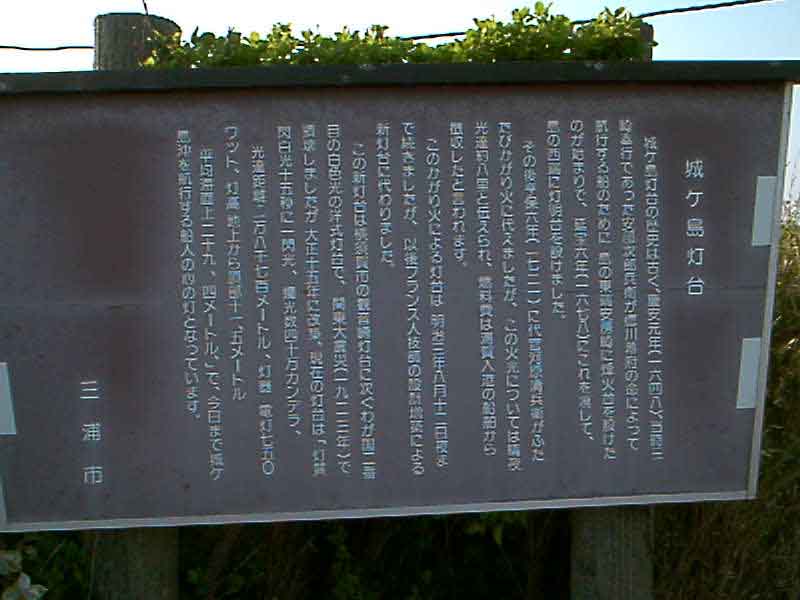 城ケ島灯台
城ケ島灯台の歴史は古く、慶安元年(一六四八)、当時三
崎奉行であった安部次郎兵衛が徳川幕府の命によって
航行する船のために 島の東端安房崎に烽火台を設けた
のが始まりで、延宝六年(一六七八)これを廃して、
島の西端に灯明台を設けました。
その後享保六年(一七二一)に代官 清兵衛がふた
たびかがり火に代えましたが、この火光については晴夜
光達約八里と伝えられ、燃料費は浦賀入港の船舶から
徴収したと言われます。
このかがり火による灯台は 明治三年八月十二日夜ま
で続きましたが、以後フランス人技師の設計 による
新灯台に代わりました。
この新灯台は横須賀市の観音崎灯台に次ぐわが国二番
目の白色光の洋式灯台で、関東大震災(一九二三年)で
壊しましたが 大正十五年に改築、現在の灯台は「灯質
閃白光十五秒に一閃光、燭光数四十万カンデラ、
光達距離、二万八千七百メートル、灯器 電灯七五〇
ワット、灯高 地上から頂部十一、五メートル
平均海面上二十九、四メートル、」で、今日まで城ケ
島沖を航行する船人の心の灯となっています。
三浦市